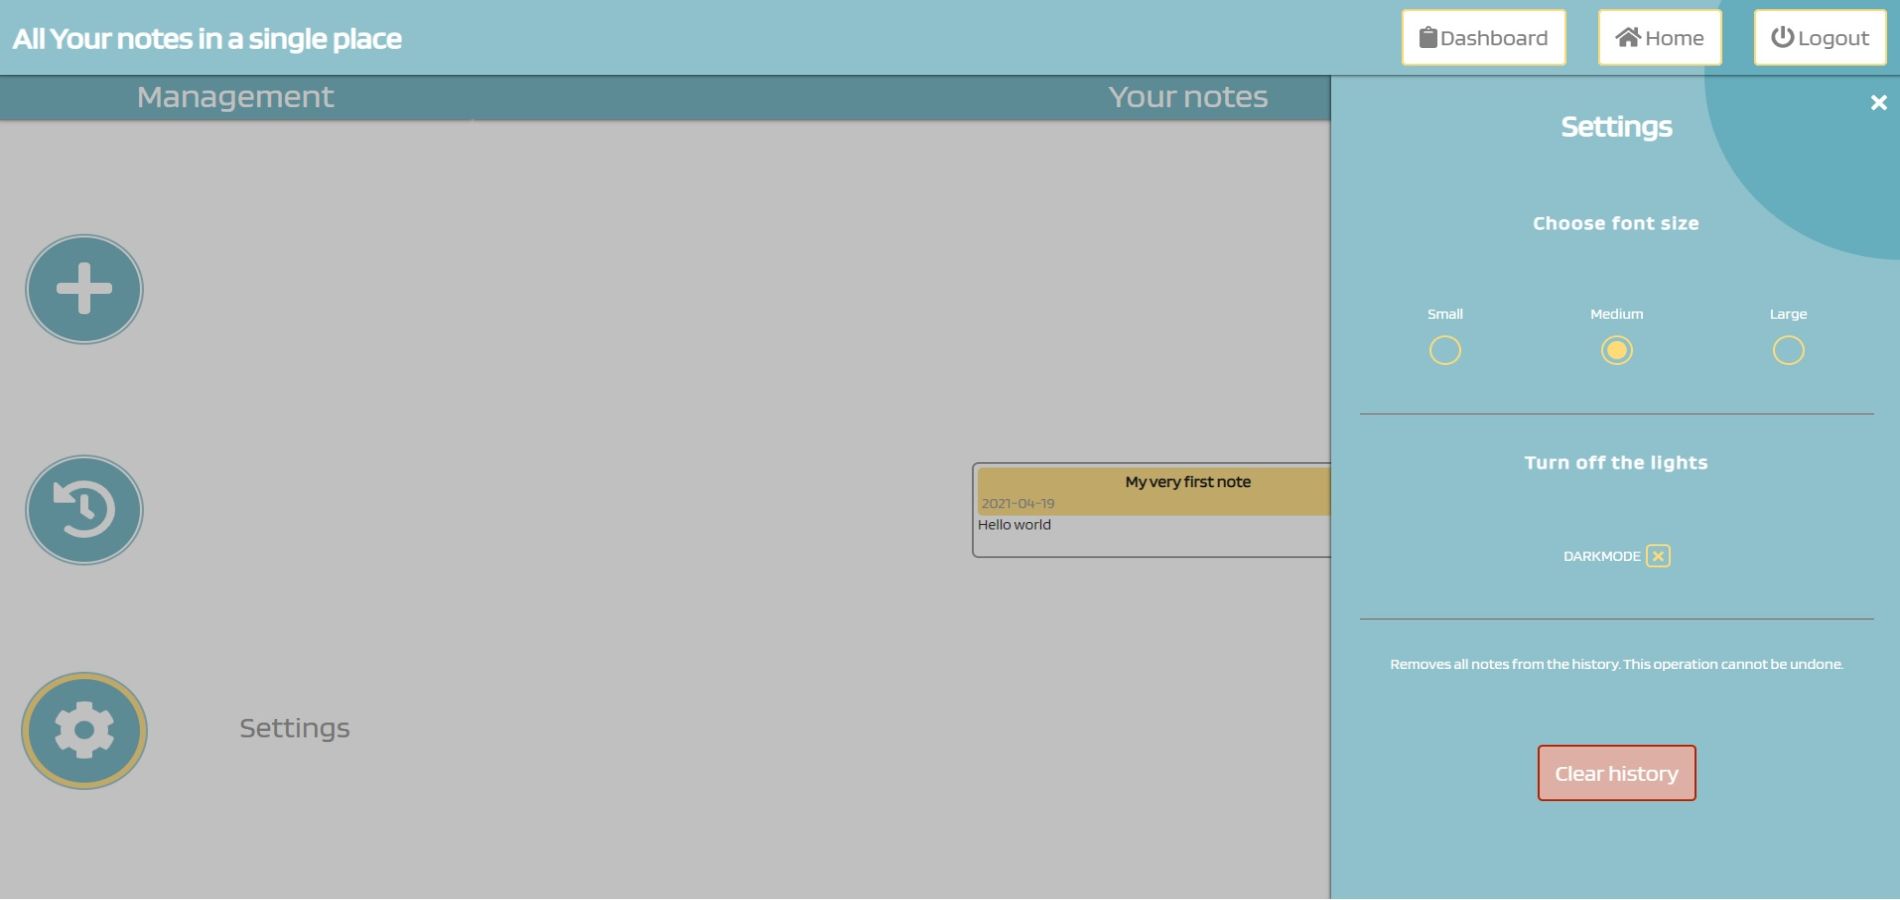 All Your notes in a single place
Dashboard
Home
Logout
Management
Your notes
Settings
Choose font size
Small
Medium
Large
My very first note
2021-04-19
Hello world
Turn off the lights
DARKMODE
Removes all notes from the history. This operation cannot be undone.
Settings
Clear history